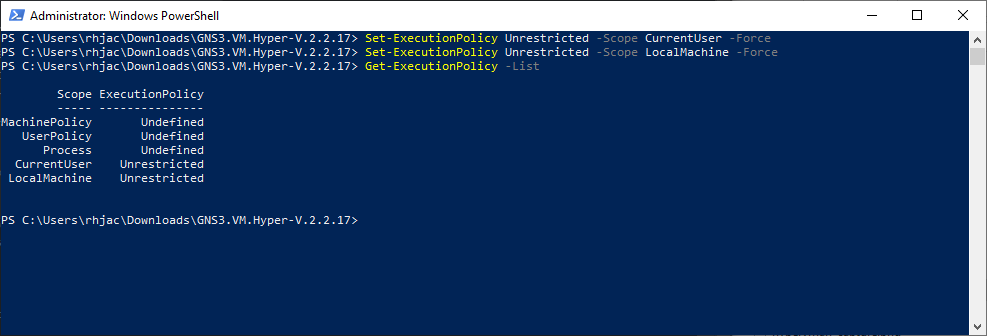 Administrator: Windows PowerShell
PS C:\Users\rhjac\Downloads\GNS3.VM.Hyper-V.2.2.17> Set-ExecutionPolicy Unrestricted -Scope CurrentUser -Force
PS C:\Users\rhjac\Downloads\GNS3.VM.Hyper-V.2.2.17> Set-ExecutionPolicy Unrestricted -Scope LocalMachine -Force
PS C:\Users\rhjac\Downloads\GNS3.VM.Hyper-V.2.2.17> Get-ExecutionPolicy -List
Scope ExecutionPolicy
----- ---------------
MachinePolicy Undefined
UserPolicy Undefined
Process Undefined
CurrentUser Unrestricted
LocalMachine Unrestricted
PS C:\Users\rhjac\Downloads\GNS3.VM.Hyper-V.2.2.17>